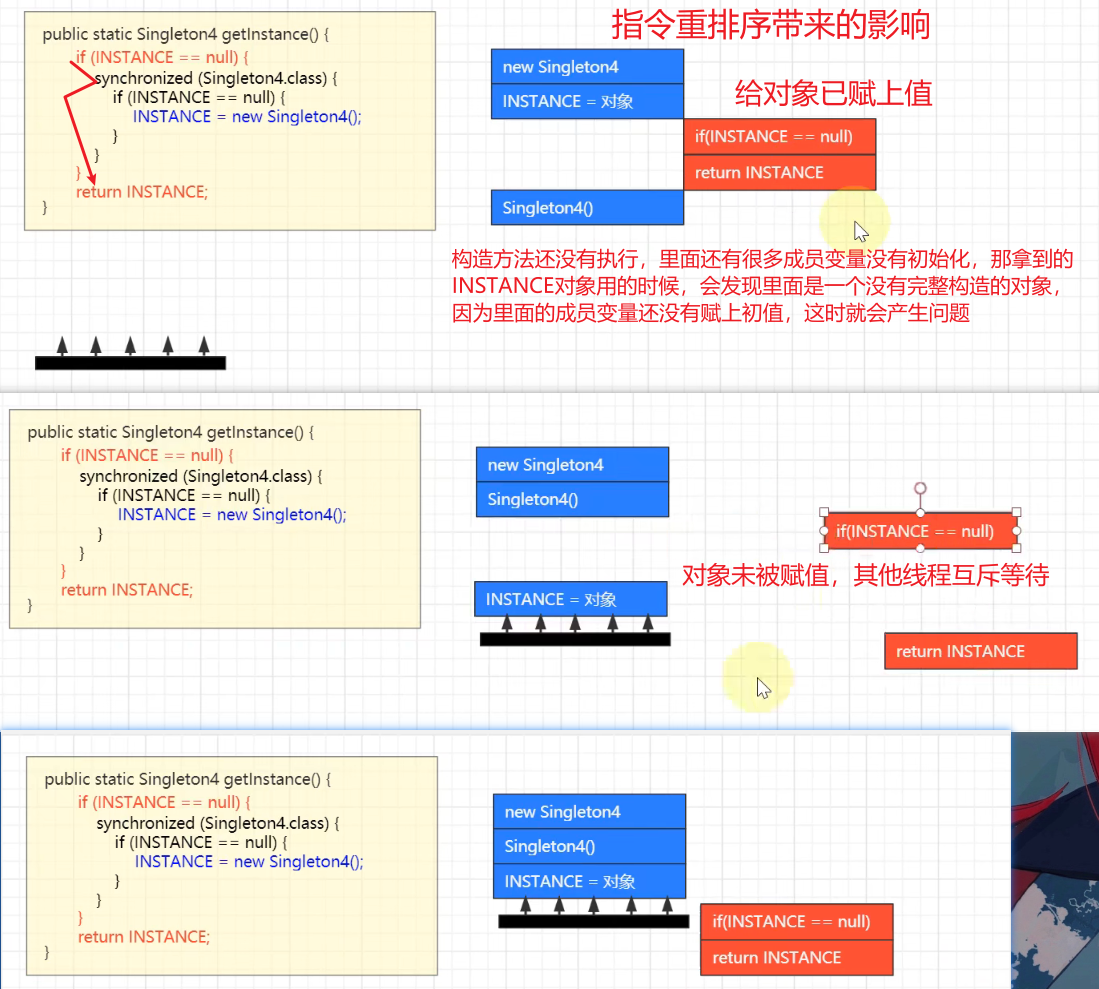 指令重排序带来的影响
public static Singleton4 getInstance() {
if (INSTANCE == null) {
synchronized (Singleton4.class) {
if (INSTANCE == null) {
INSTANCE = new Singleton4();
}
}
}
return INSTANCE;
}
new Singleton4
INSTANCE = 对象
给对象已赋上值
if(INSTANCE == null)
return INSTANCE
Singleton4()
构造方法还没有执行，里面还有很多成员变量没有初始化，那拿到的
INSTANCE对象用的时候，会发现里面是一个没有完整构造的对象，
因为里面的成员变量还没有赋上初值，这时就会产生问题
public static Singleton4 getInstance() {
if (INSTANCE == null) {
synchronized (Singleton4.class) {
if (INSTANCE == null) {
INSTANCE = new Singleton4();
}
}
}
return INSTANCE;
}
new Singleton4
Singleton4()
if(INSTANCE == null)
对象未被赋值，其他线程互斥等待
INSTANCE = 对象
return INSTANCE
public static Singleton4 getInstance() {
if (INSTANCE == null) {
synchronized (Singleton4.class) {
if (INSTANCE == null) {
INSTANCE = new Singleton4();
}
}
}
return INSTANCE;
}
new Singleton4
Singleton4()
INSTANCE = 对象
if(INSTANCE == null)
return INSTANCE